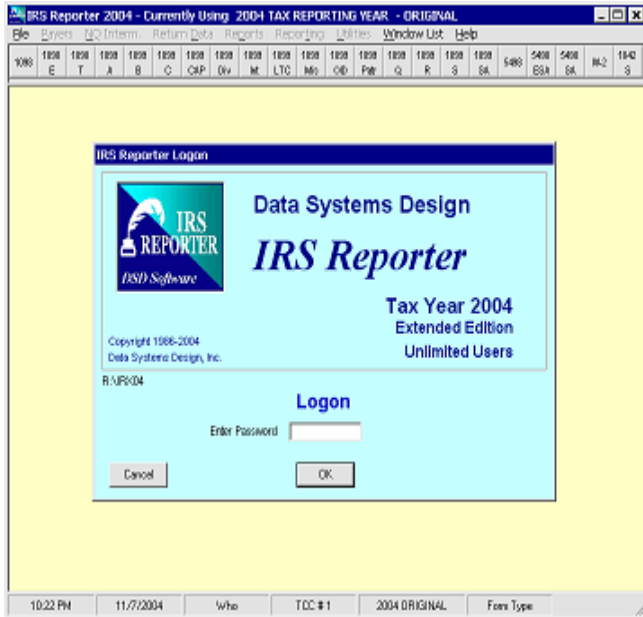 IRS Reporter 2004 - Currently Using 2004 TAX REPORTING YEAR - ORIGINAL
File Payers NQ Interm. Return Data Reports Reporting Utilities Window List Help
1098 1098 E 1098 T 1099 A 1099 B 1099 C 1099 CAP 1099 Div 1099 Int 1099 LTC 1099 Mis 1099 OID 1099 Patr 1099 Q 1099 R 1099 S 1099 SA 5498 5498 ESA 5498 SA W-2 1042 S
IRS Reporter Logon
IRS
REPORTER
DSD Software
Data Systems Design
IRS Reporter
Tax Year 2004
Extended Edition
Unlimited Users
Copyright 1986-2004
Data Systems Design, Inc.
Logon
Enter Password
Cancel OK
10:22 PM 11/7/2004 Who TCC # 1 2004 ORIGINAL Form Type